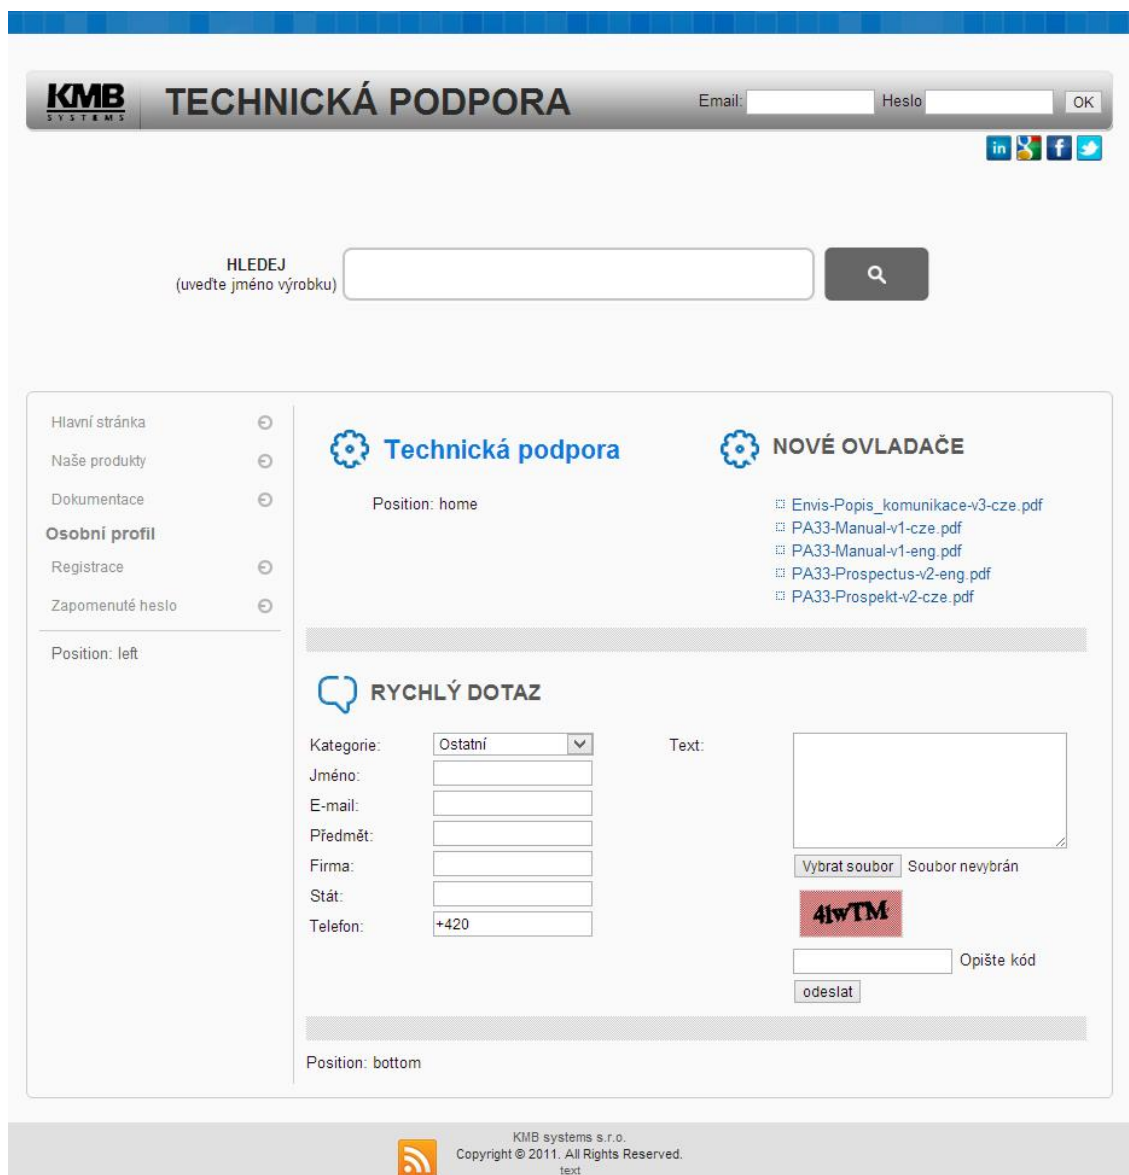 KMB
SYSTEMS
TECHNICKÁ PODPORA
Email:
Heslo
OK
in
f
HLEDEJ
(uveďte jméno výrobku)
Hlavní stránka
Naše produkty
Dokumentace
Osobní profil
Registrace
Zapomenuté heslo
Position: left
Technická podpora
Position: home
NOVÉ OVLADAČE
Envis-Popis_komunikace-v3-cze.pdf
PA33-Manual-v1-cze.pdf
PA33-Manual-v1-eng.pdf
PA33-Prospectus-v2-eng.pdf
PA33-Prospekt-v2-cze.pdf
RYCHLÝ DOTAZ
Kategorie: Ostatní
Jméno:
E-mail:
Předmět:
Firma:
Stát:
Telefon: +420
Text:
Vybrat soubor Soubor nevybrán
4lwTM
Opište kód
odeslat
Position: bottom
KMB systems s.r.o.
Copyright © 2011. All Rights Reserved.
text